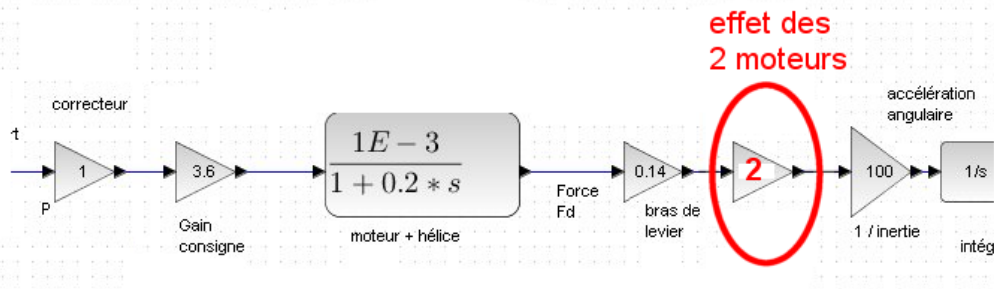 effet des
2 moteurs
accélération
angulaire
correcteur
1
3.6
1E − 3
1 + 0.2 * s
0.14
2
100
1/s
P
Gain
consigne
moteur + hélice
Force
Fd
bras de
levier
1 / inertie
intég